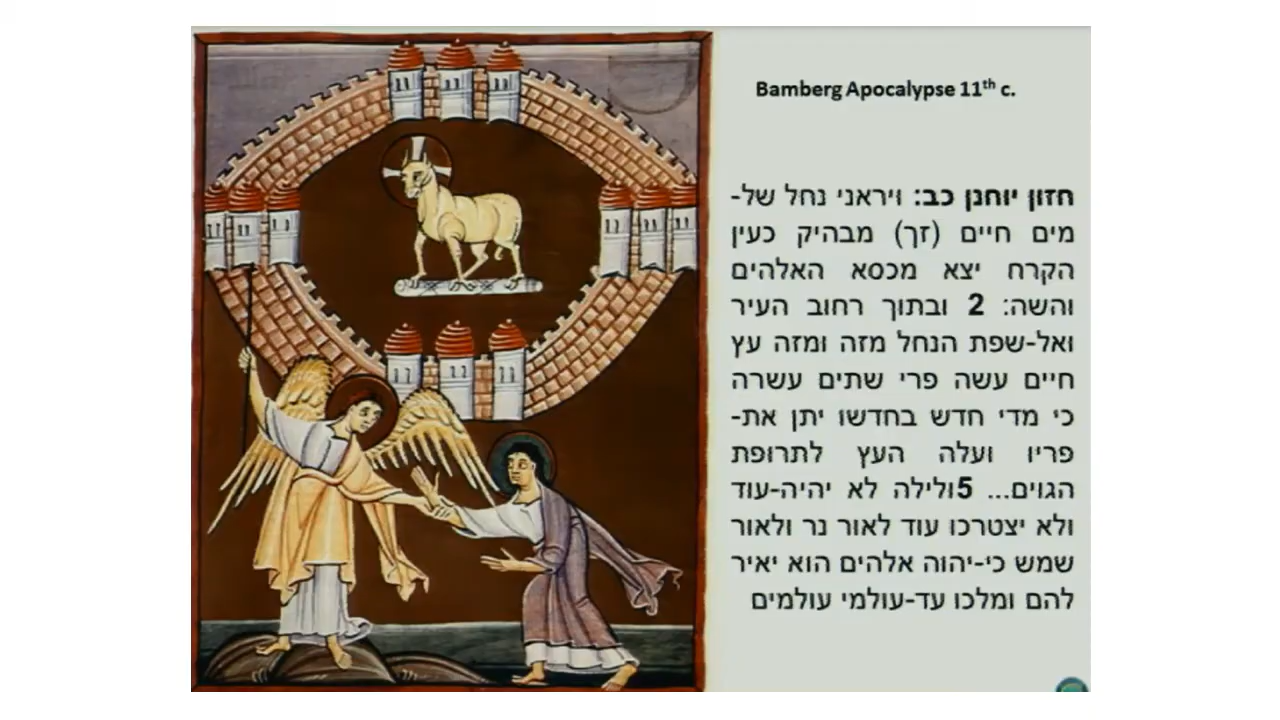 Bamberg Apocalypse 11th c.
חזון יוחנן כב: ויראני נחל של-
מים חיים (זך) מבהיק כעין
הקרח יצא מכסא האלהים
והשה: 2 ובתוך רחוב העיר
ואל-שפת הנחל מזה ומזה עץ
חיים עשה פרי שתים עשרה
כי מדי חדש בחדשו יתן את-
פריו ועלה העץ לתרופת
הגוים... 5ולילה לא יהיה-עוד
ולא יצטרכו עוד לאור נר ולאור
שמש כי-יהוה אלהים הוא יאיר
להם ומלכו עד-עולמי עולמים